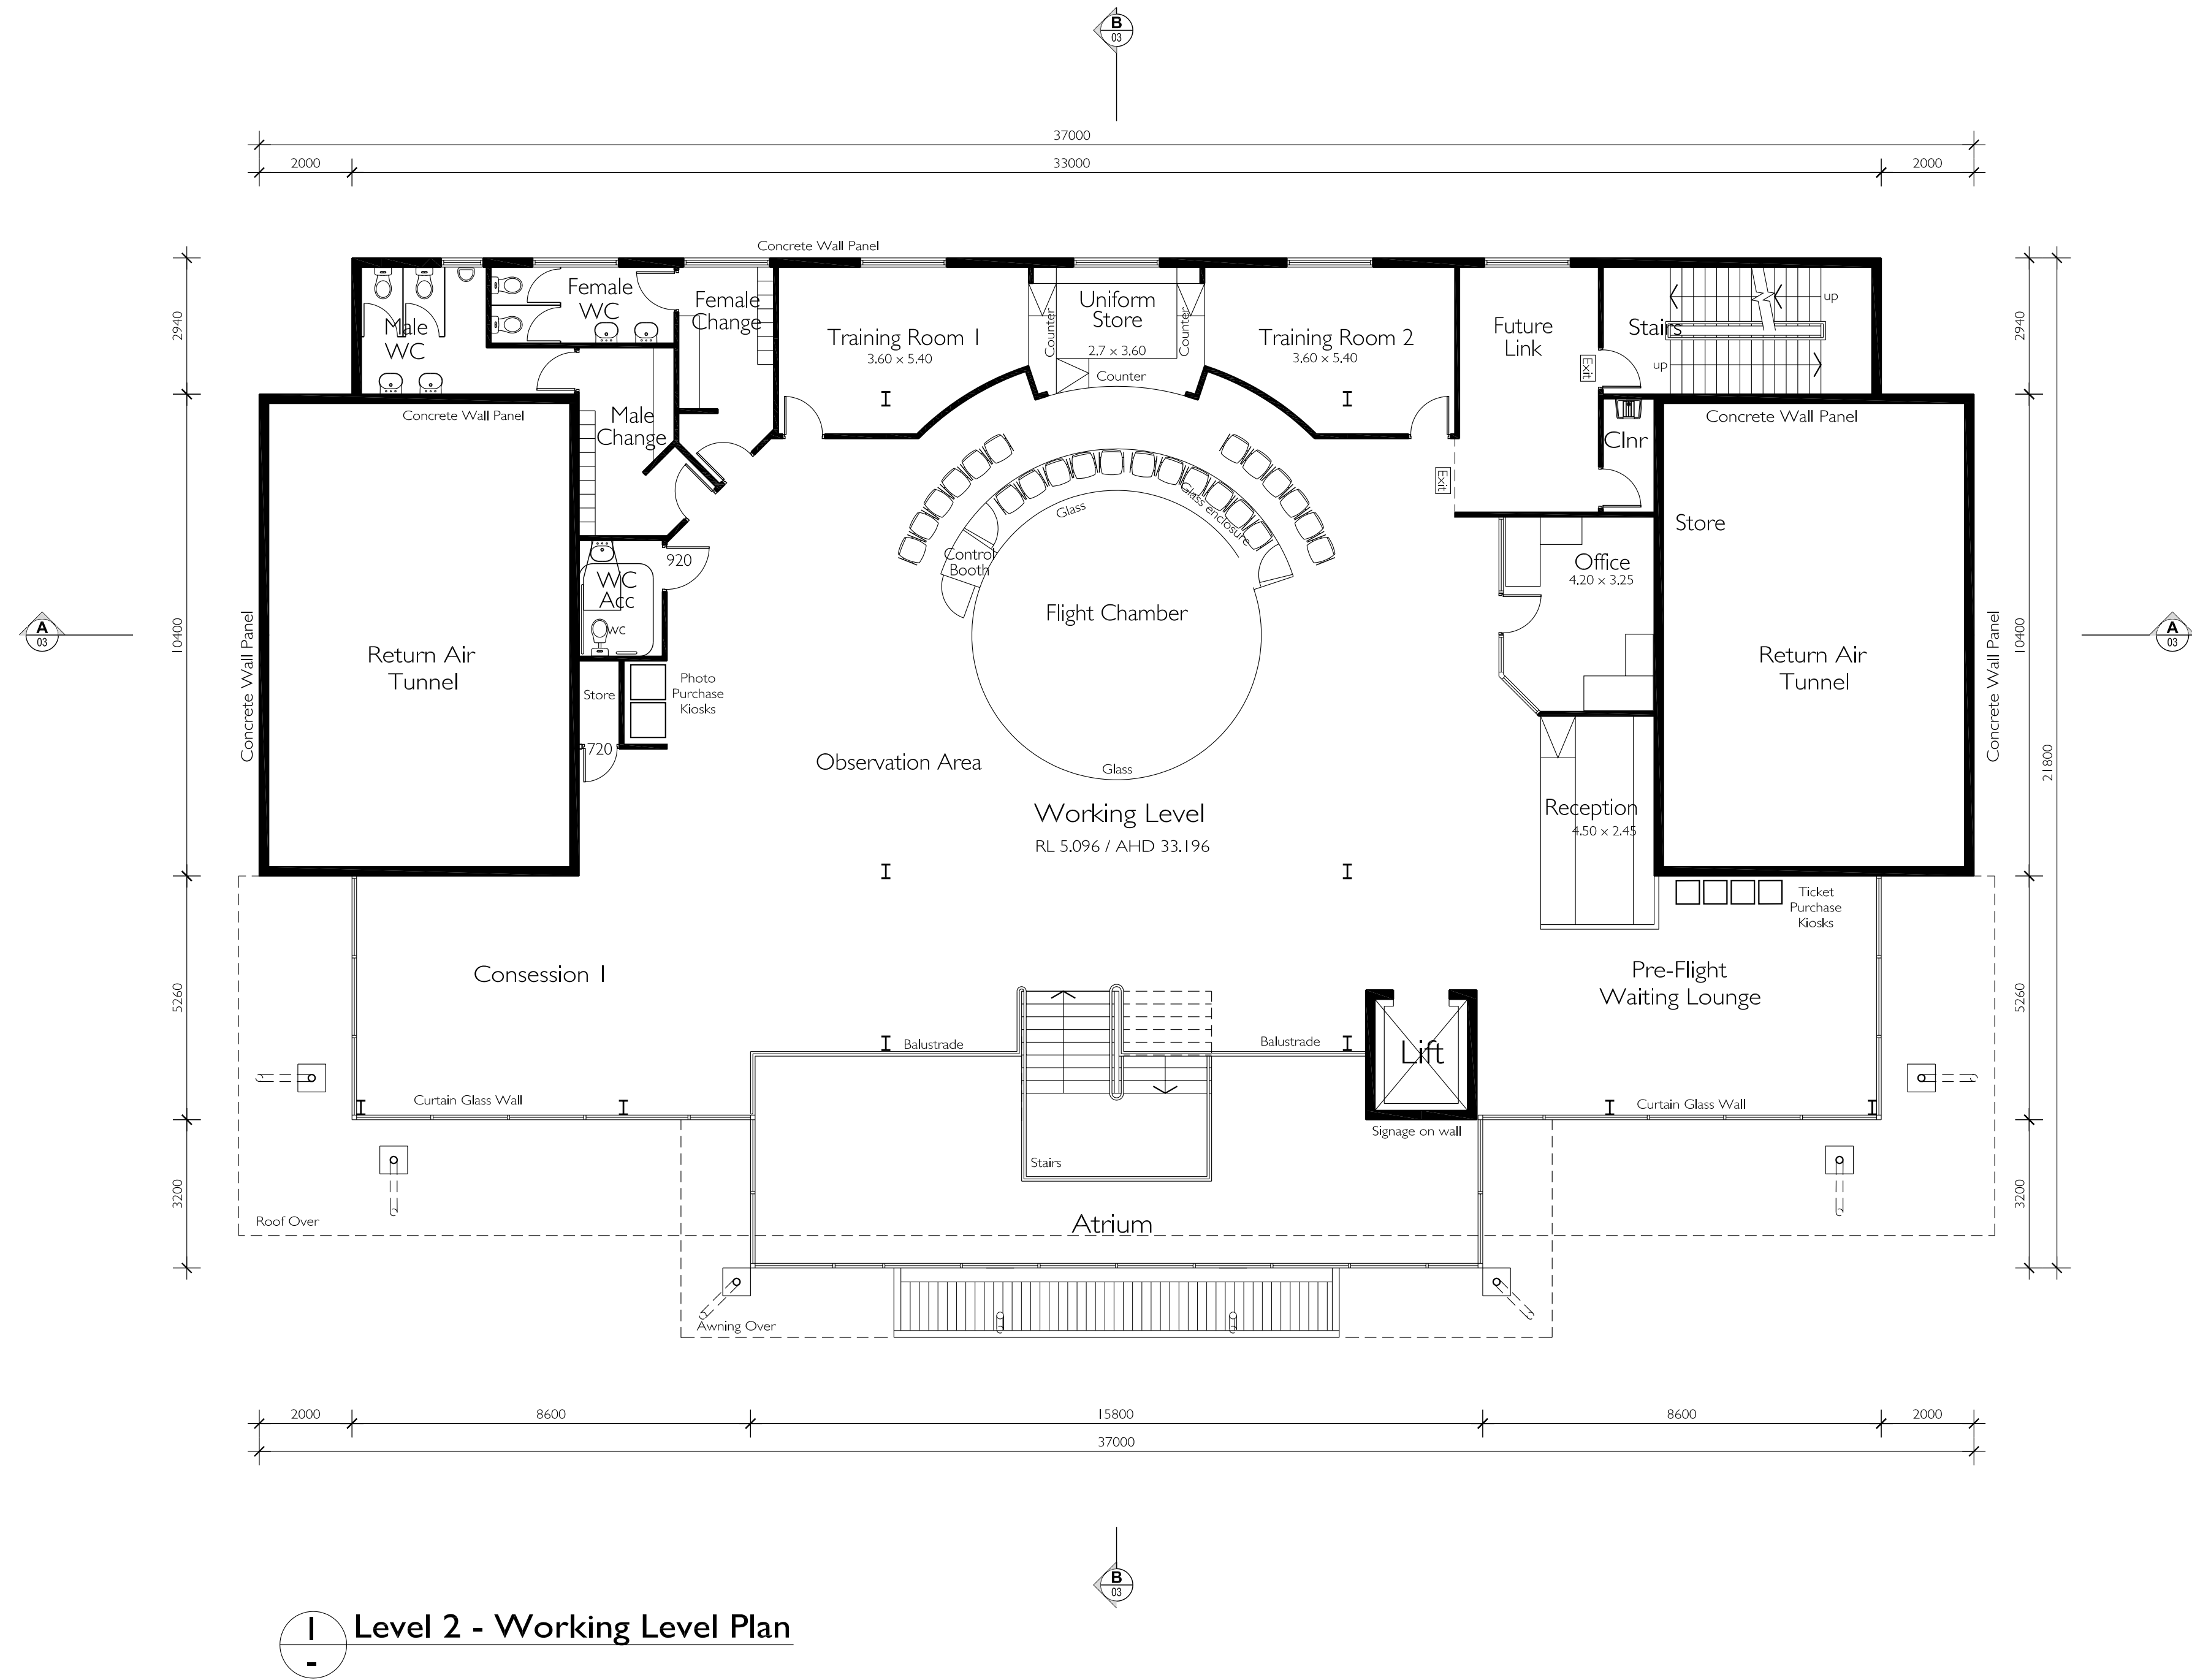 B
03
37000
2000
33000
2000
Concrete Wall Panel
2940
2940
Male
WC
Female
WC
Female
Change
Training Room 1
3.60 x 5.40
Counter
Uniform
Store
2.7 x 3.60
Counter
Counter
Training Room 2
3.60 x 5.40
Future
Link
Exit
Stairs
up
up
Concrete Wall Panel
Male
Change
Clnr
Concrete Wall Panel
Exit
Glass
Glass enclosure
Store
Control
Booth
920
WC
Acc
WC
Office
4.20 x 3.25
Flight Chamber
A
03
10400
Concrete Wall Panel
Return Air
Tunnel
Return Air
Tunnel
Concrete Wall Panel
10400
A
03
Store
Photo
Purchase
Kiosks
720
Observation Area
Glass
21800
Working Level
RL 5.096 / AHD 33.196
Reception
4.50 x 2.45
Ticket
Purchase
Kiosks
5260
Consession 1
Pre-Flight
Waiting Lounge
5260
Balustrade
Balustrade
Lift
Curtain Glass Wall
Curtain Glass Wall
Signage on wall
Stairs
3200
3200
Roof Over
Atrium
Awning Over
2000
8600
15800
8600
2000
37000
B
03
1
-
Level 2 - Working Level Plan